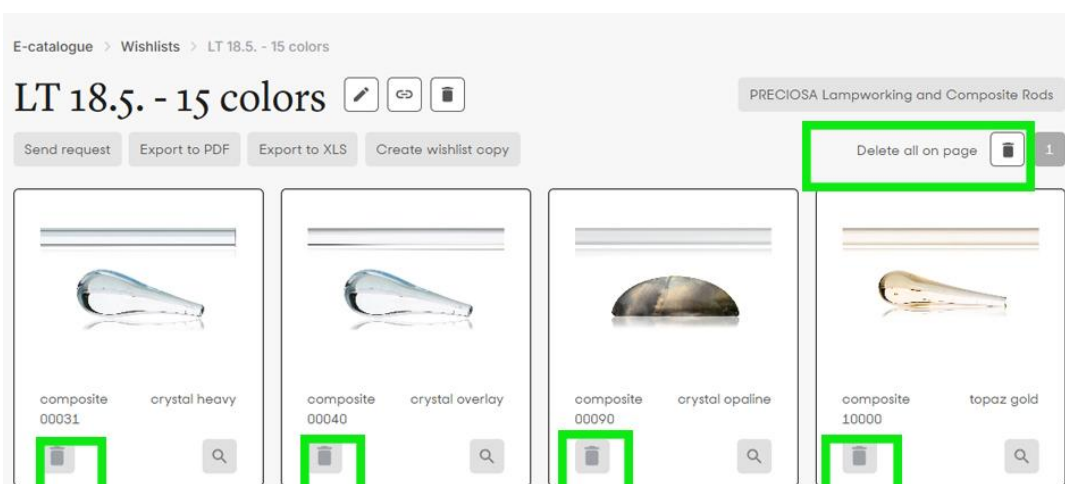 E-catalogue > Wishlists > LT 18.5. - 15 colors
LT 18.5. - 15 colors
PRECIOSA Lampworking and Composite Rods
Send request Export to PDF Export to XLS Create wishlist copy
Delete all on page 1
composite crystal heavy
00031
composite crystal overlay
00040
composite crystal opaline
00090
composite topaz gold
10000